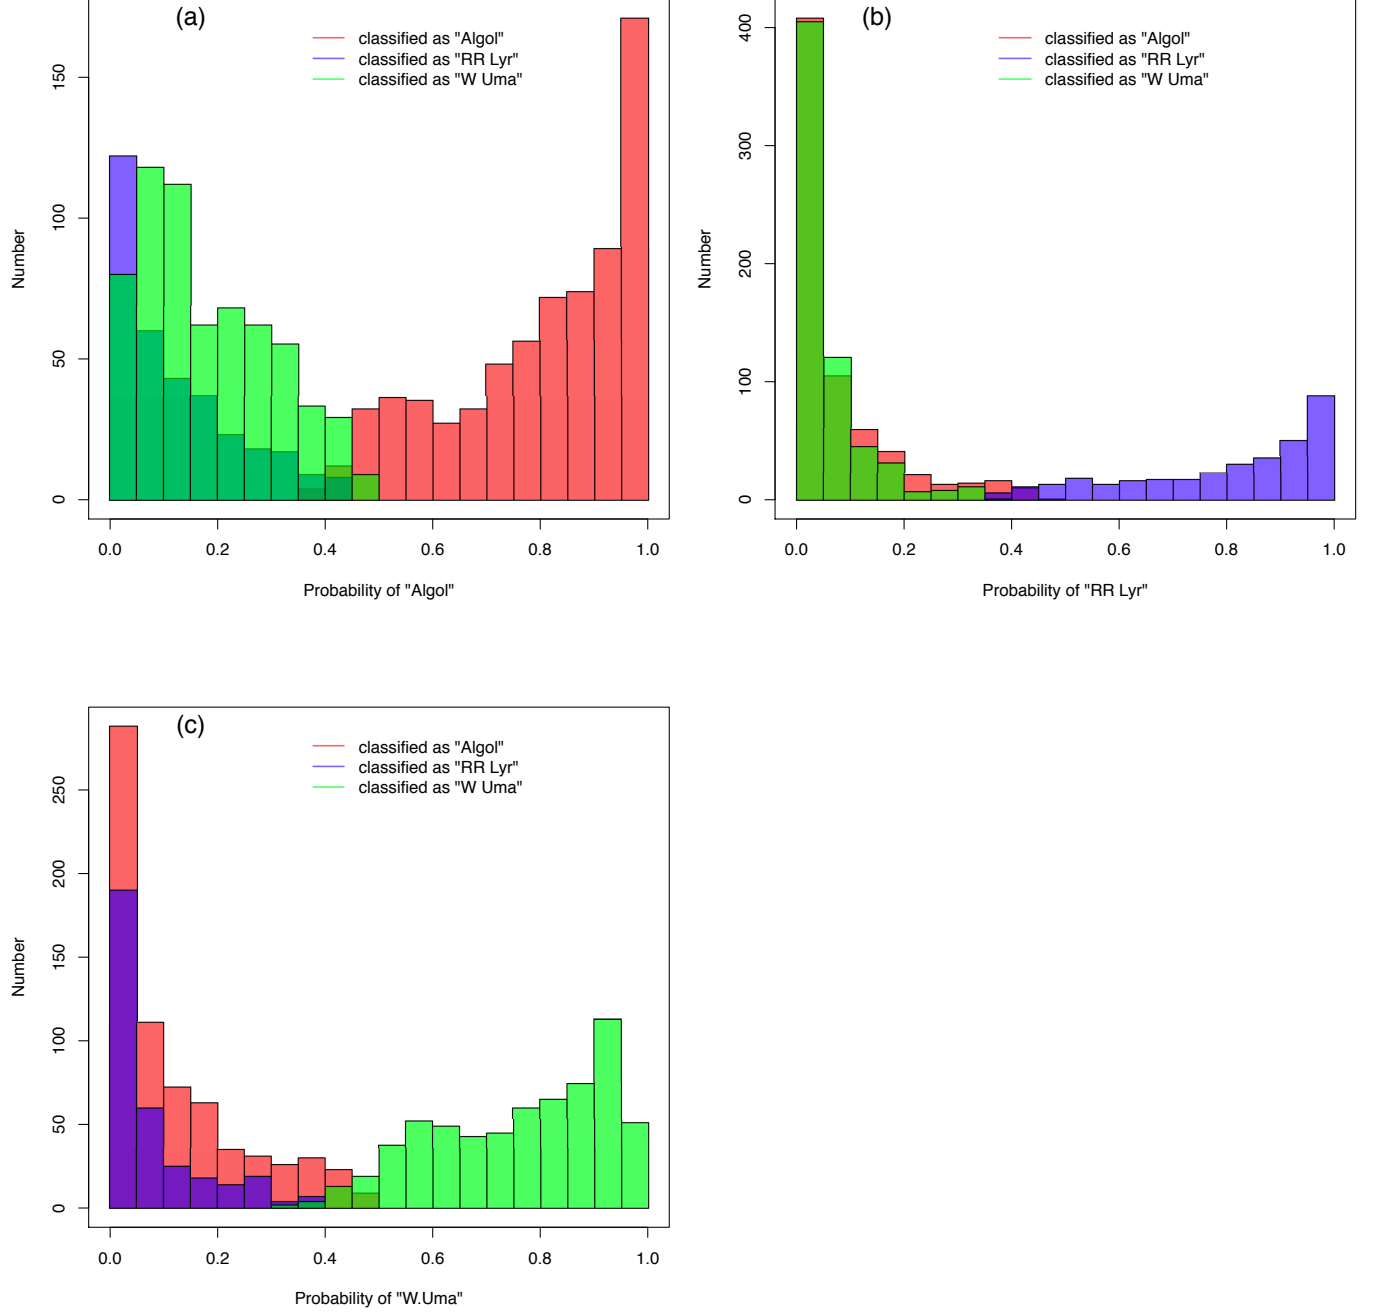 (a)
classified as "Algol"
classified as "RR Lyr"
classified as "W Uma"
Number
0
50
100
150
0.0 0.2 0.4 0.6 0.8 1.0
Probability of "Algol"
(b)
classified as "Algol"
classified as "RR Lyr"
classified as "W Uma"
Number
0
100
200
300
400
0.0 0.2 0.4 0.6 0.8 1.0
Probability of "RR Lyr"
(c)
classified as "Algol"
classified as "RR Lyr"
classified as "W Uma"
Number
0
50
100
150
200
250
0.0 0.2 0.4 0.6 0.8 1.0
Probability of "W.Uma"